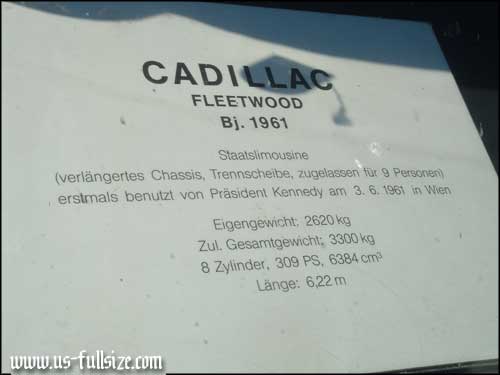 CADILLAC
FLEETWOOD
Bj. 1961
Staatslimousine
(verlängertes Chassis, Trennscheibe, zugelassen für 9 Personen)
erstmals benutzt von Präsident Kennedy am 3. 6. 1961 in Wien
Eigengewicht: 2620 kg
Zul. Gesamtgewicht: 3300 kg
8 Zylinder, 309 PS, 6384 cm³
Länge: 6,22 m
www.us-fullsize.com